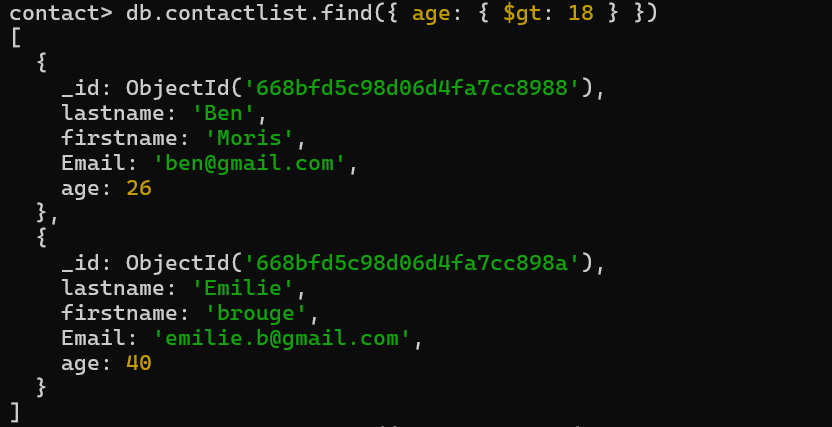 contact> db.contactlist.find({ age: { $gt: 18 } })
[
  {
    _id: ObjectId('668bfd5c98d06d4fa7cc8988'),
    lastname: 'Ben',
    firstname: 'Moris',
    Email: 'ben@gmail.com',
    age: 26
  },
  {
    _id: ObjectId('668bfd5c98d06d4fa7cc898a'),
    lastname: 'Emilie',
    firstname: 'brouge',
    Email: 'emilie.b@gmail.com',
    age: 40
  }
]